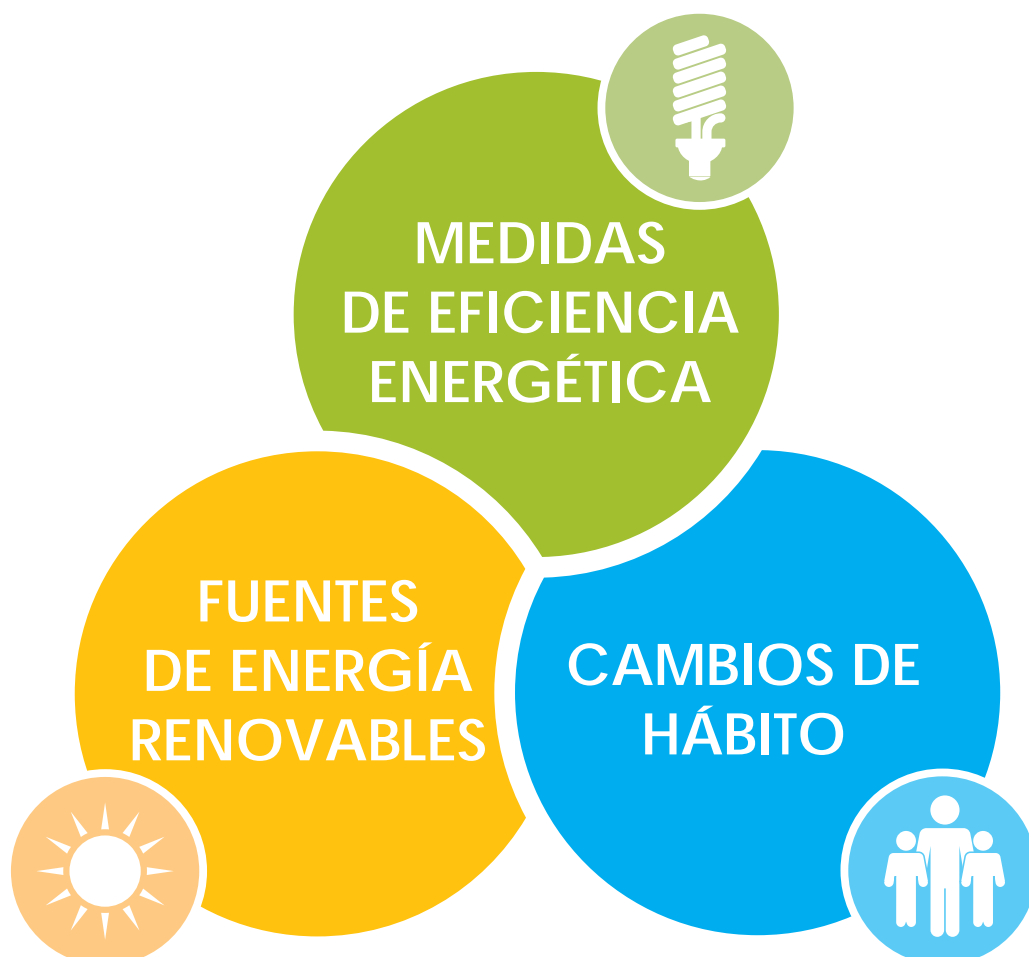 MEDIDAS
DE EFICIENCIA
ENERGÉTICA
FUENTES
DE ENERGÍA
RENOVABLES
CAMBIOS DE
HÁBITO